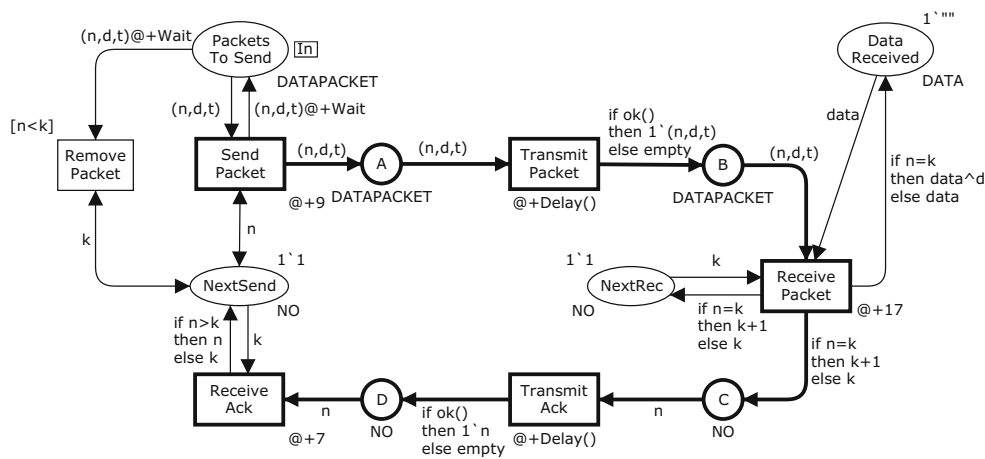 1`""
(n,d,t)@+Wait
Packets
To Send
In
DATAPACKET
Data
Received
DATA
(n,d,t)
(n,d,t)@+Wait
data
[n<k]
Remove
Packet
Send
Packet
@+9
(n,d,t)
A
DATAPACKET
(n,d,t)
Transmit
Packet
@+Delay()
if ok()
then 1`(n,d,t)
else empty
B
DATAPACKET
(n,d,t)
if n=k
then data^d
else data
k
n
1`1
NextSend
NO
1`1
NextRec
NO
k
if n=k
then k+1
else k
Receive
Packet
@+17
if n>k
then n
else k
k
if n=k
then k+1
else k
Receive
Ack
@+7
n
D
NO
if ok()
then 1`n
else empty
Transmit
Ack
@+Delay()
n
C
NO